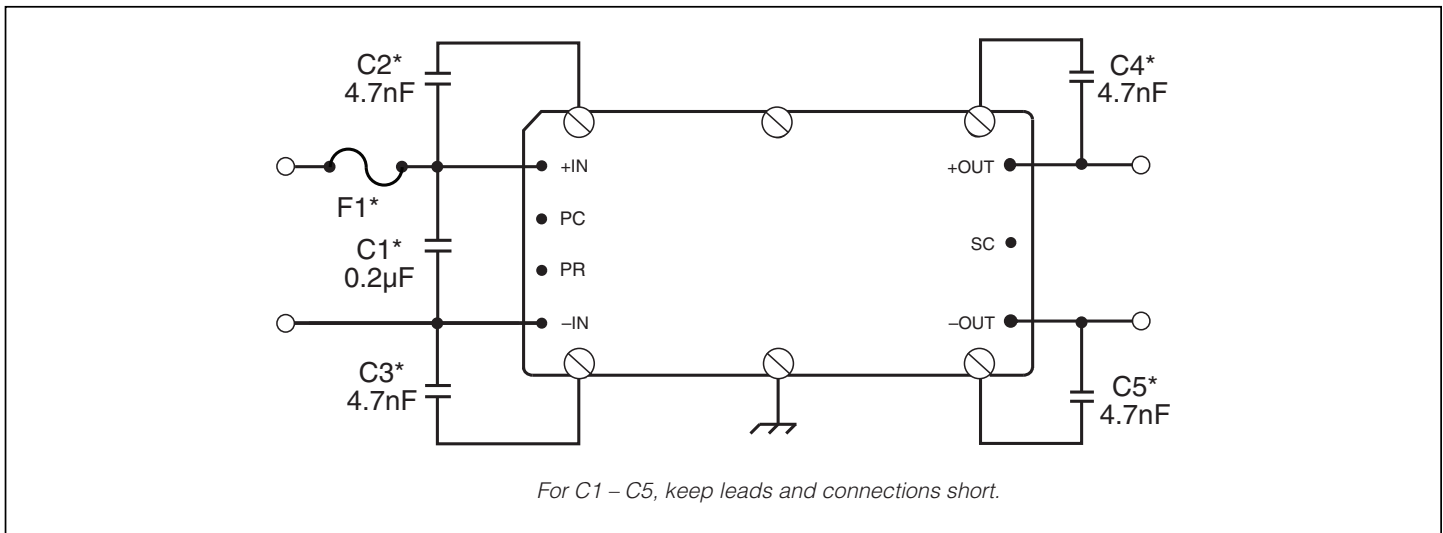 C2*
4.7nF
C4*
4.7nF
+IN
+OUT
F1*
PC
C1*
0.2µF
SC
PR
–IN
–OUT
C3*
4.7nF
C5*
4.7nF
For C1 – C5, keep leads and connections short.